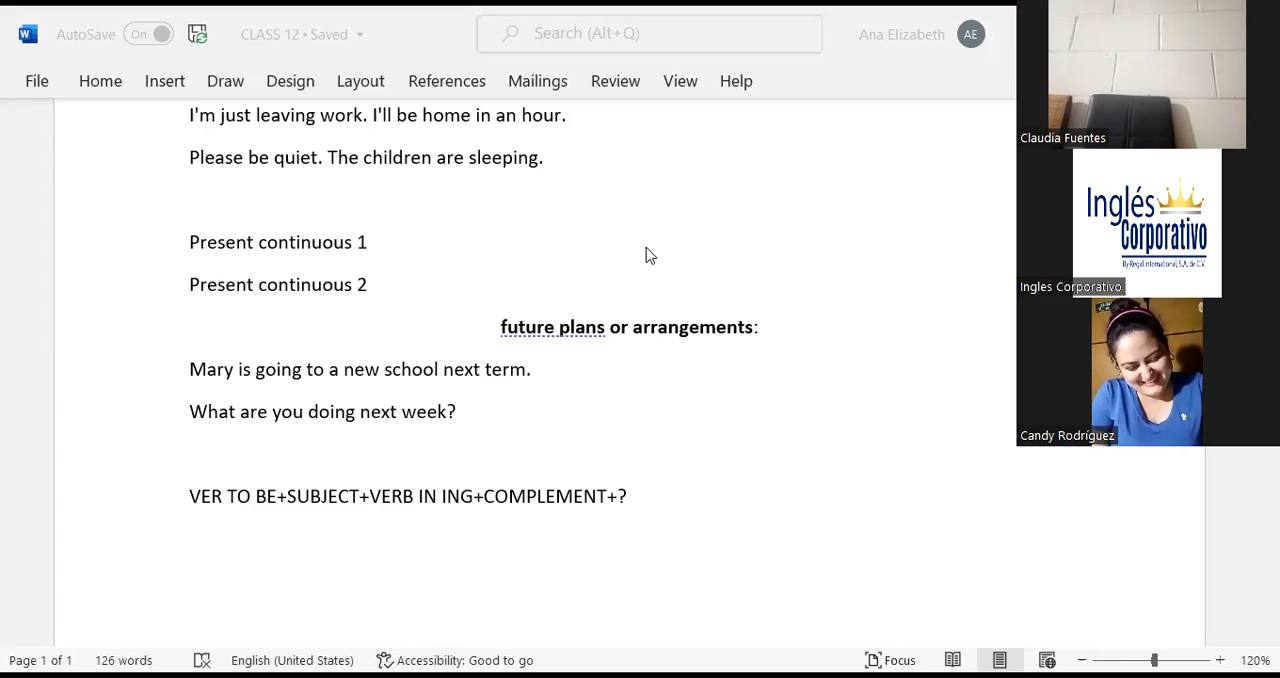 AutoSave On CLASS 12 • Saved Search (Alt+Q) Ana Elizabeth AE
File Home Insert Draw Design Layout References Mailings Review View Help
I'm just leaving work. I'll be home in an hour.
Please be quiet. The children are sleeping.
Present continuous 1
Present continuous 2
future plans or arrangements:
Mary is going to a new school next term.
What are you doing next week?
VER TO BE+SUBJECT+VERB IN ING+COMPLEMENT+?
Page 1 of 1 126 words English (United States) Accessibility: Good to go Focus 120%
Claudia Fuentes
Inglés
Corporativo
By Regal International, S.A. de C.V.
Ingles Corporativo
Candy Rodríguez